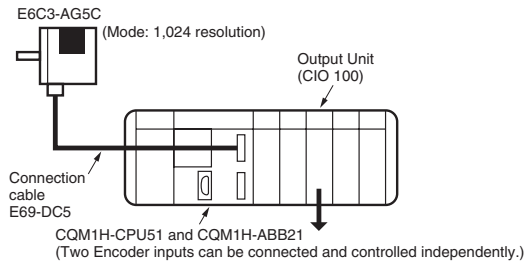 E6C3-AG5C
(Mode: 1,024 resolution)
Output Unit
(CIO 100)
Connection
cable
E69-DC5
CQM1H-CPU51 and CQM1H-ABB21
(Two Encoder inputs can be connected and controlled independently.)